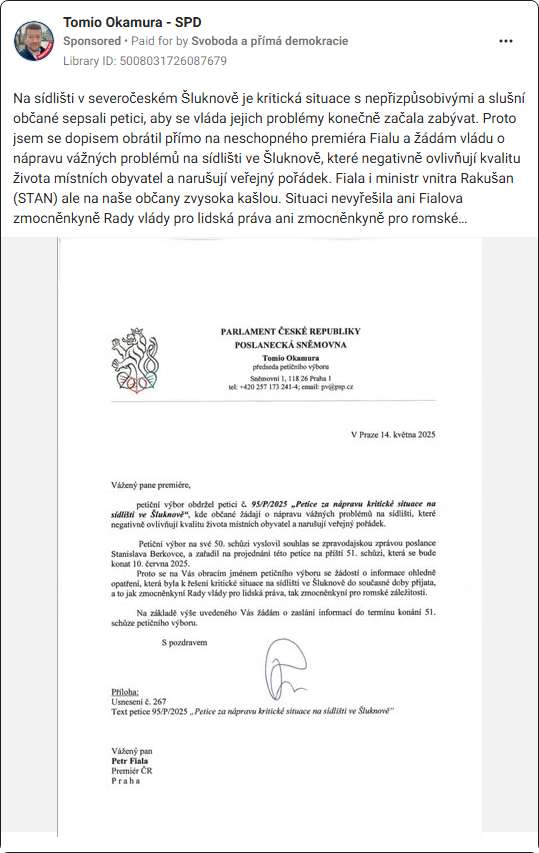 Tomio Okamura - SPD
Sponsored • Paid for by Svoboda a přímá demokracie
Library ID: 5008031726087679
Na sídlišti v severočeském Šluknově je kritická situace s nepřizpůsobivými a slušní
občané sepsali petici, aby se vláda jejich problémy konečně začala zabývat. Proto
jsem se dopisem obrátil přímo na neschopného premiéra Fialu a žádám vládu o
nápravu vážných problémů na sídlišti ve Šluknově, které negativně ovlivňují kvalitu
života místních obyvatel a narušují veřejný pořádek. Fiala i ministr vnitra Rakušan
(STAN) ale na naše občany zvysoka kašlou. Situaci nevyřešila ani Fialova
zmocněnkyně Rady vlády pro lidská práva ani zmocněnkyně pro romské…
PARLAMENT ČESKÉ REPUBLIKY
POSLANECKÁ SNĚMOVNA
Tomio Okamura
předseda petičního výboru
Sněmovní 1, 118 26 Praha 1
tel: +420 257 173 241-4; email: pv@psp.cz
V Praze 14. května 2025
Vážený pane premiére,
petiční výbor obdržel petici č. 95/P/2025 „Petice za nápravu kritické situace na
sídlišti ve Šluknově“, kde občané žádají o nápravu vážných problémů na sídlišti, které
negativně ovlivňují kvalitu života místních obyvatel a narušují veřejný pořádek.
Petiční výbor na své 50. schůzi vyslovil souhlas se zpravodajskou zprávou poslance
Stanislava Berkovce, a zařadil na projednání této petice na příští 51. schůzi, která se bude
konat 10. června 2025.
Proto se na Vás obracím jménem petičního výboru se žádostí o informace ohledně
opatření, která byla k řešení kritické situace na sídlišti ve Šluknově do současné doby přijata,
a to jak zmocněnkyní Rady vlády pro lidská práva, tak zmocněnkyní pro romské záležitosti.
Na základě výše uvedeného Vás žádám o zaslání informací do termínu konání 51.
schůze petičního výboru.
S pozdravem
Příloha:
Usnesení č. 267
Text petice 95/P/2025 „Petice za nápravu kritické situace na sídlišti ve Šluknově“
Vážený pan
Petr Fiala
Premiér ČR
P r a h a